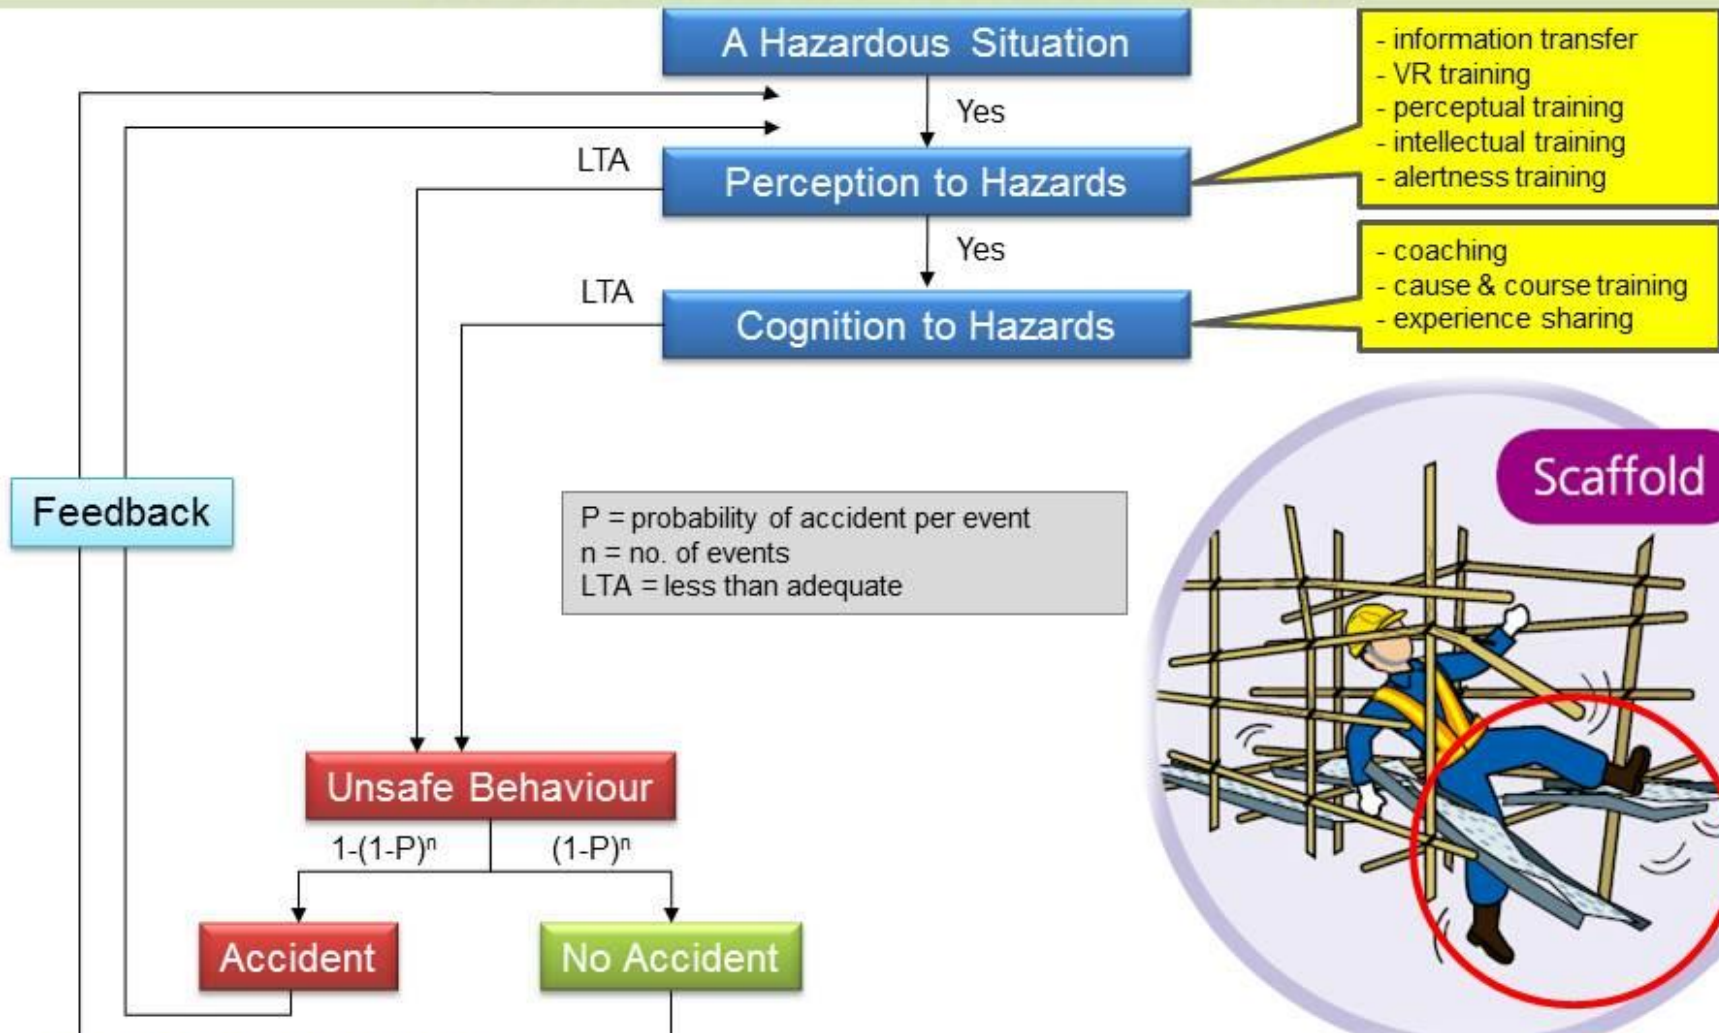 A Hazardous Situation
- information transfer
- VR training
- perceptual training
- intellectual training
- alertness training
Yes
LTA
Perception to Hazards
Yes
- coaching
- cause & course training
- experience sharing
LTA
Cognition to Hazards
Scaffold
Feedback
P = probability of accident per event
n = no. of events
LTA = less than adequate
Unsafe Behaviour
1-(1-P)ⁿ
(1-P)ⁿ
Accident
No Accident